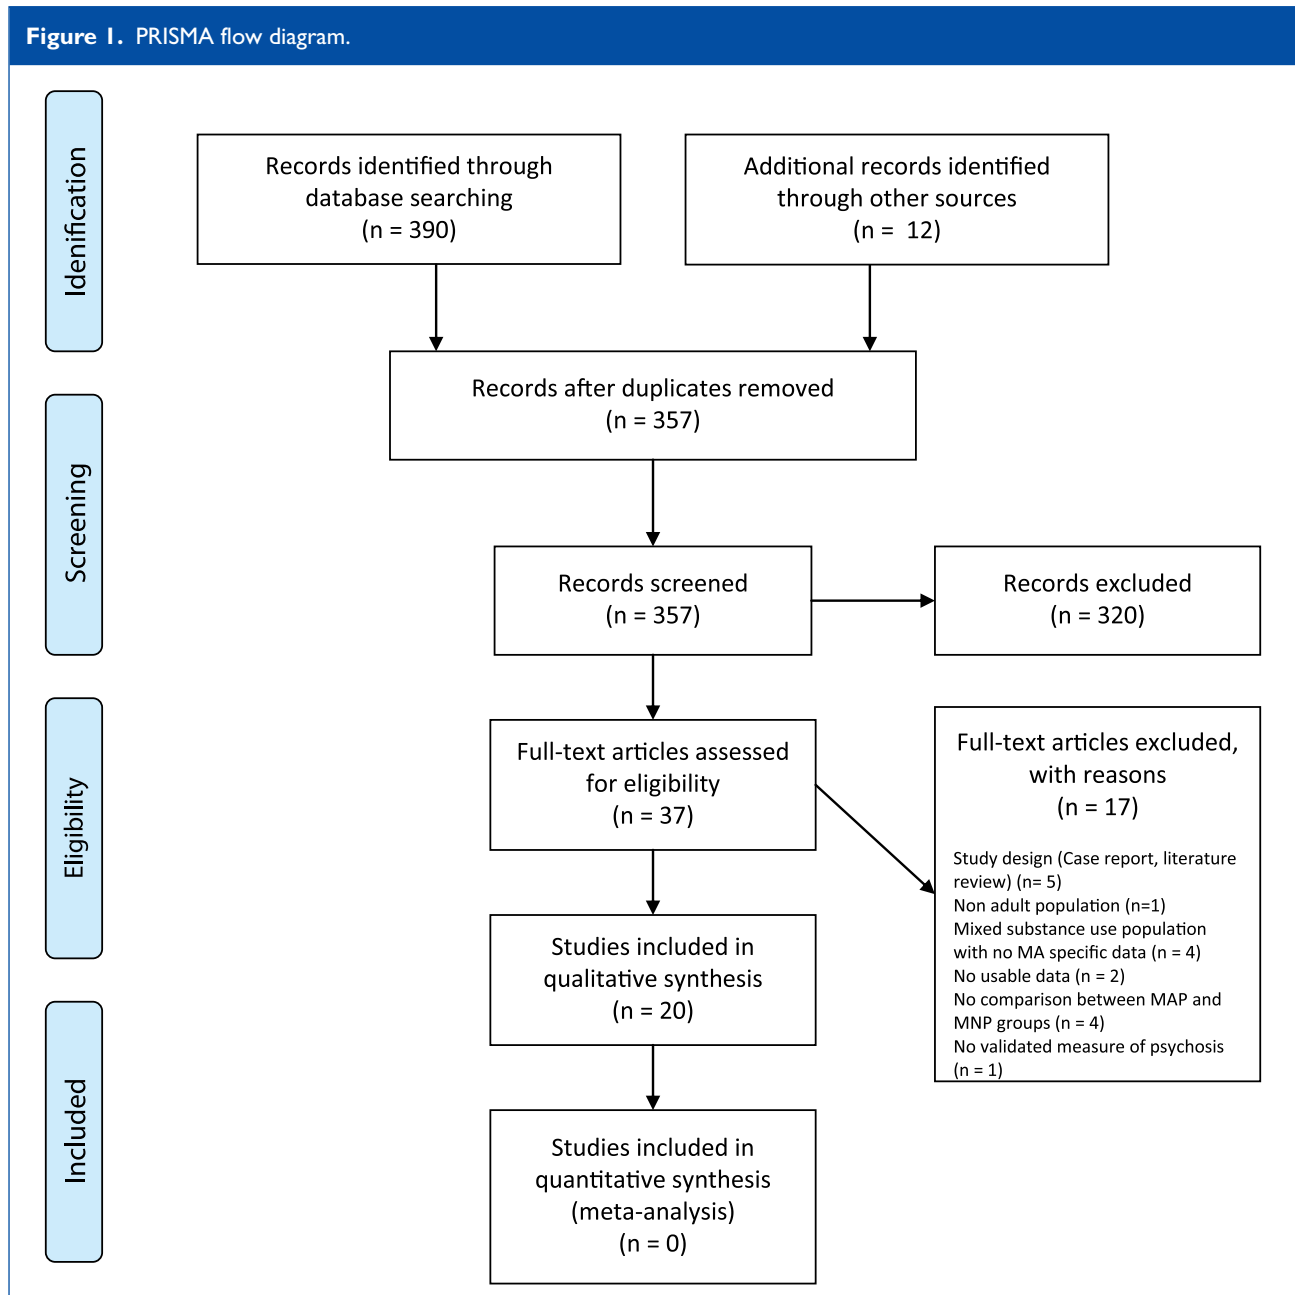 Figure 1. PRISMA flow diagram.
Idenification
Records identified through
database searching
(n = 390)
Additional records identified
through other sources
(n = 12)
Records after duplicates removed
(n = 357)
Screening
Records screened
(n = 357)
Records excluded
(n = 320)
Eligibility
Full-text articles assessed
for eligibility
(n = 37)
Full-text articles excluded,
with reasons
(n = 17)
Study design (Case report, literature
review) (n= 5)
Non adult population (n=1)
Mixed substance use population
with no MA specific data (n = 4)
No usable data (n = 2)
No comparison between MAP and
MNP groups (n = 4)
No validated measure of psychosis
(n = 1)
Studies included in
qualitative synthesis
(n = 20)
Included
Studies included in
quantitative synthesis
(meta-analysis)
(n = 0)